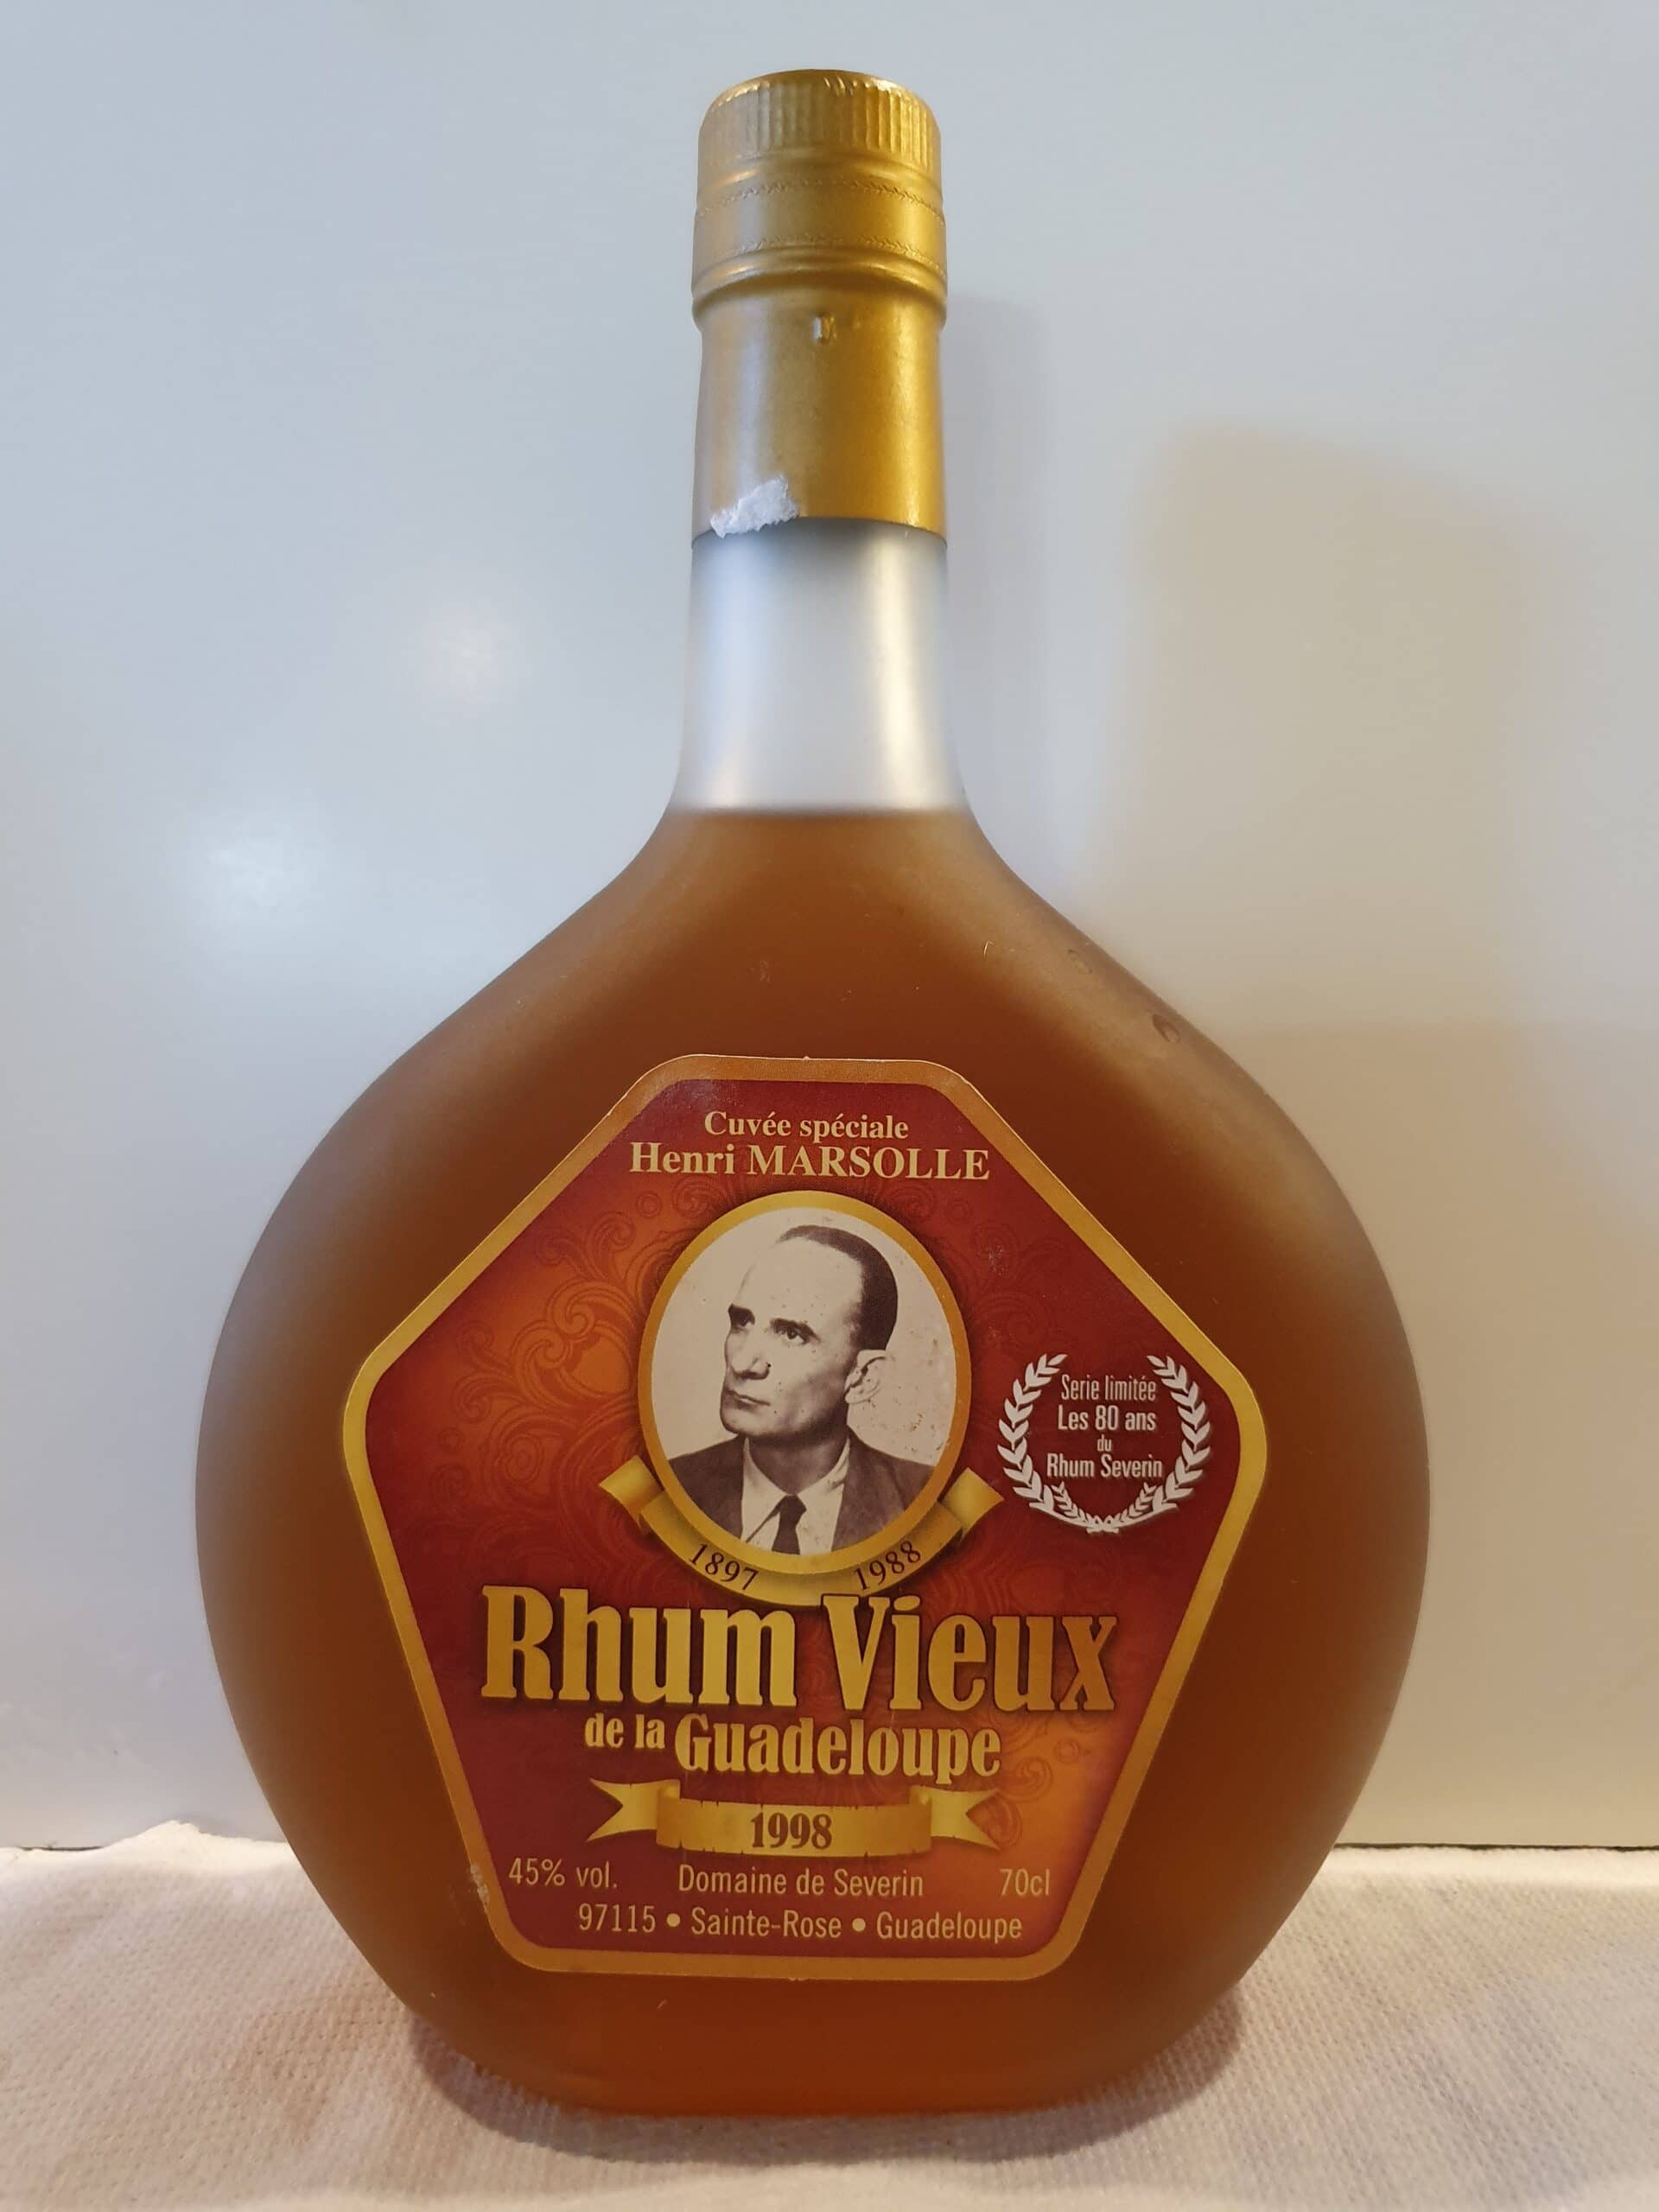 Cuvée spéciale
Henri MARSOLLE
Serie limitée
Les 80 ans
du
Rhum Severin
1897 1988
Rhum Vieux
de la Guadeloupe
1998
45% vol. Domaine de Severin 70cl
97115 • Sainte-Rose • Guadeloupe